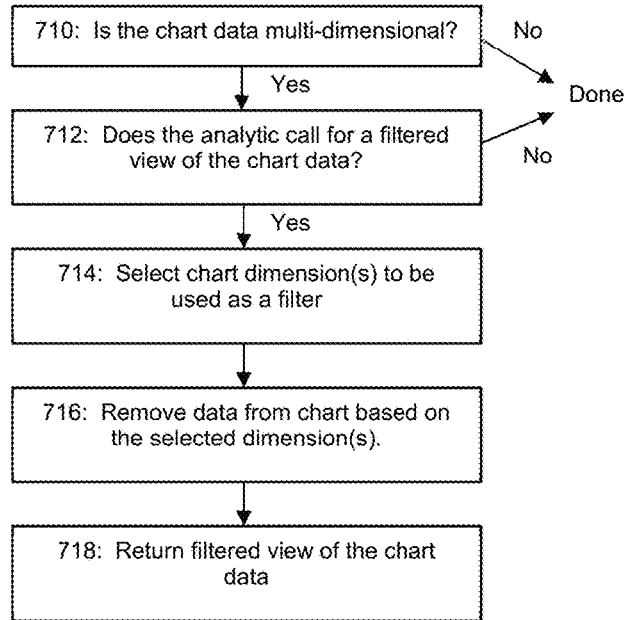 710: Is the chart data multi-dimensional?
No
Yes
Done
712: Does the analytic call for a filtered
view of the chart data?
No
Yes
714: Select chart dimension(s) to be
used as a filter
716: Remove data from chart based on
the selected dimension(s).
718: Return filtered view of the chart
data